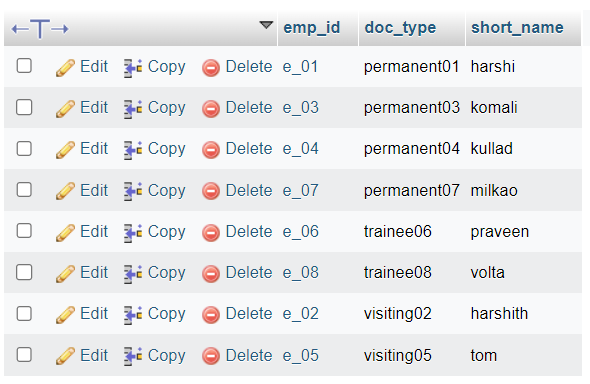 emp_id doc_type short_name
Edit Copy Delete e_01 permanent01 harshi
Edit Copy Delete e_03 permanent03 komali
Edit Copy Delete e_04 permanent04 kullad
Edit Copy Delete e_07 permanent07 milkao
Edit Copy Delete e_06 trainee06 praveen
Edit Copy Delete e_08 trainee08 volta
Edit Copy Delete e_02 visiting02 harshith
Edit Copy Delete e_05 visiting05 tom